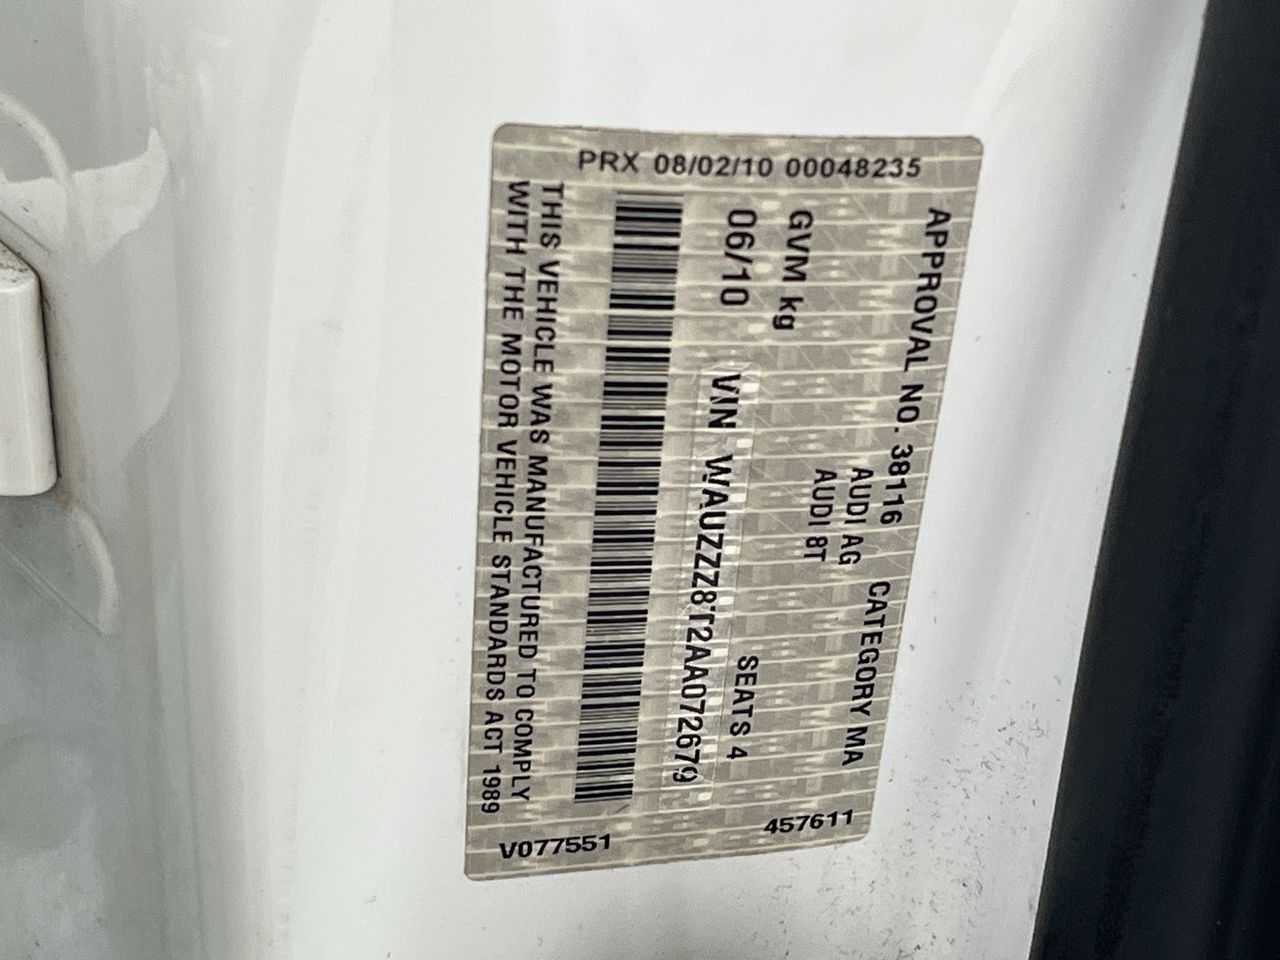 PRX 08/02/10 00048235
APPROVAL NO. 38116 CATEGORY MA
AUDI AG
AUDI 8T
GVM kg SEATS 4
06/10 VIN WAUZZZ8T2AA072679
THIS VEHICLE WAS MANUFACTURED TO COMPLY
WITH THE MOTOR VEHICLE STANDARDS ACT 1989
457611
V077551